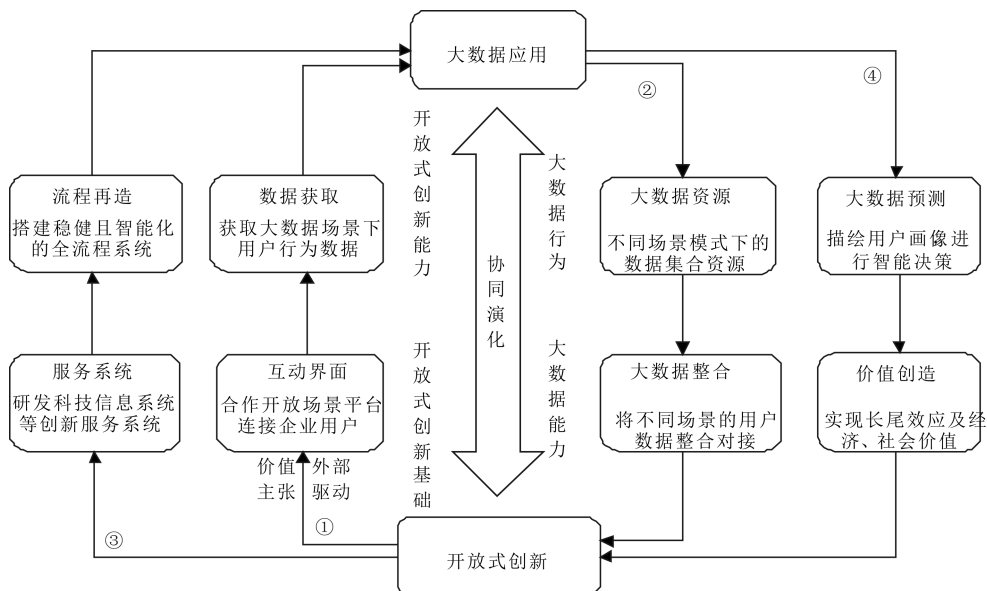 大数据应用
②
④
开放式创新能力
大数据行为
流程再造
搭建稳健且智能化
的全流程系统
数据获取
获取大数据场景下
用户行为数据
大数据资源
不同场景模式下的
数据集合资源
大数据预测
描绘用户画像进
行智能决策
协同演化
开放式创新基础
大数据能力
服务系统
研发科技信息系统
等创新服务系统
互动界面
合作开放场景平台
连接企业用户
大数据整合
将不同场景的用户
数据整合对接
价值创造
实现长尾效应及经
济、社会价值
价值 外部
主张 驱动
①
③
开放式创新